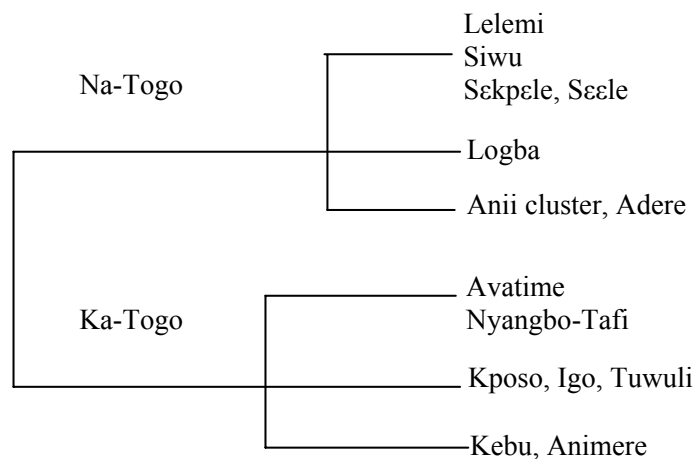 Lelemi
Siwu
Sɛkpɛle, Sɛɛle
Na-Togo
Logba
Anii cluster, Adere
Avatime
Nyangbo-Tafi
Ka-Togo
Kposo, Igo, Tuwuli
Kebu, Animere